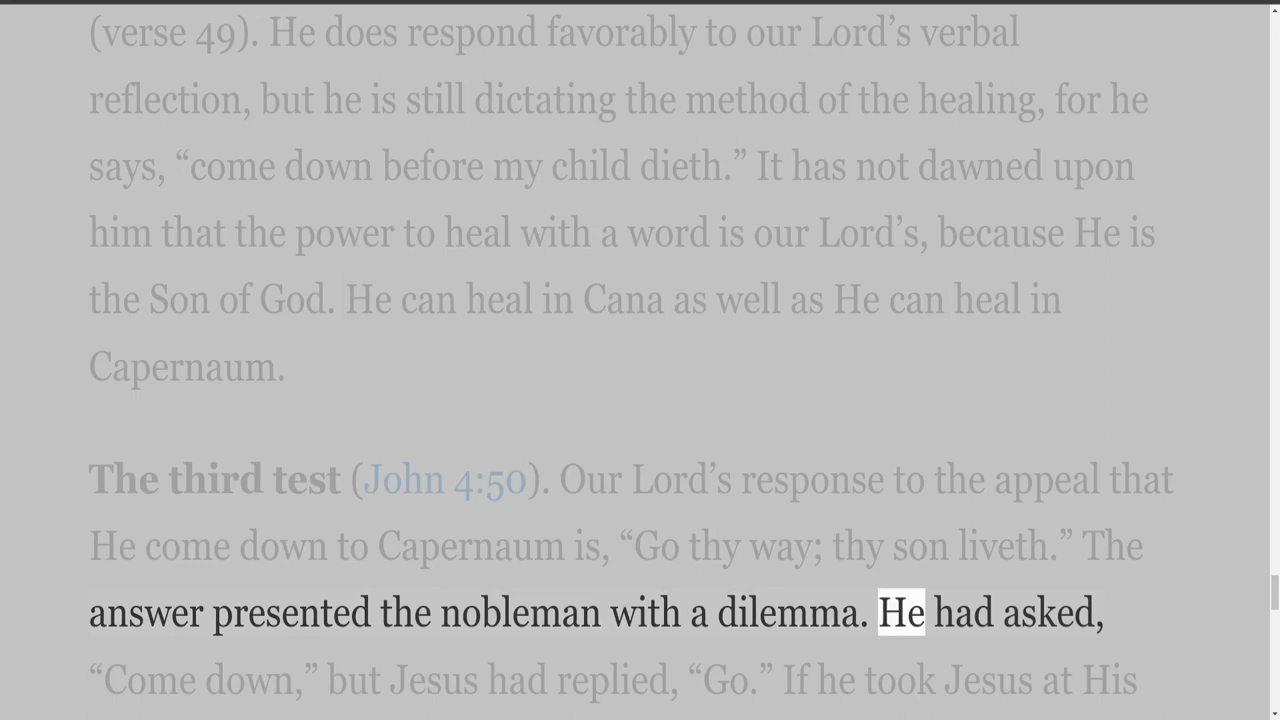 (verse 49). He does respond favorably to our Lord’s verbal
reflection, but he is still dictating the method of the healing, for he
says, “come down before my child dieth.” It has not dawned upon
him that the power to heal with a word is our Lord’s, because He is
the Son of God. He can heal in Cana as well as He can heal in
Capernaum.
The third test (John 4:50). Our Lord’s response to the appeal that
He come down to Capernaum is, “Go thy way; thy son liveth.” The
answer presented the nobleman with a dilemma. He had asked,
“Come down,” but Jesus had replied, “Go.” If he took Jesus at His